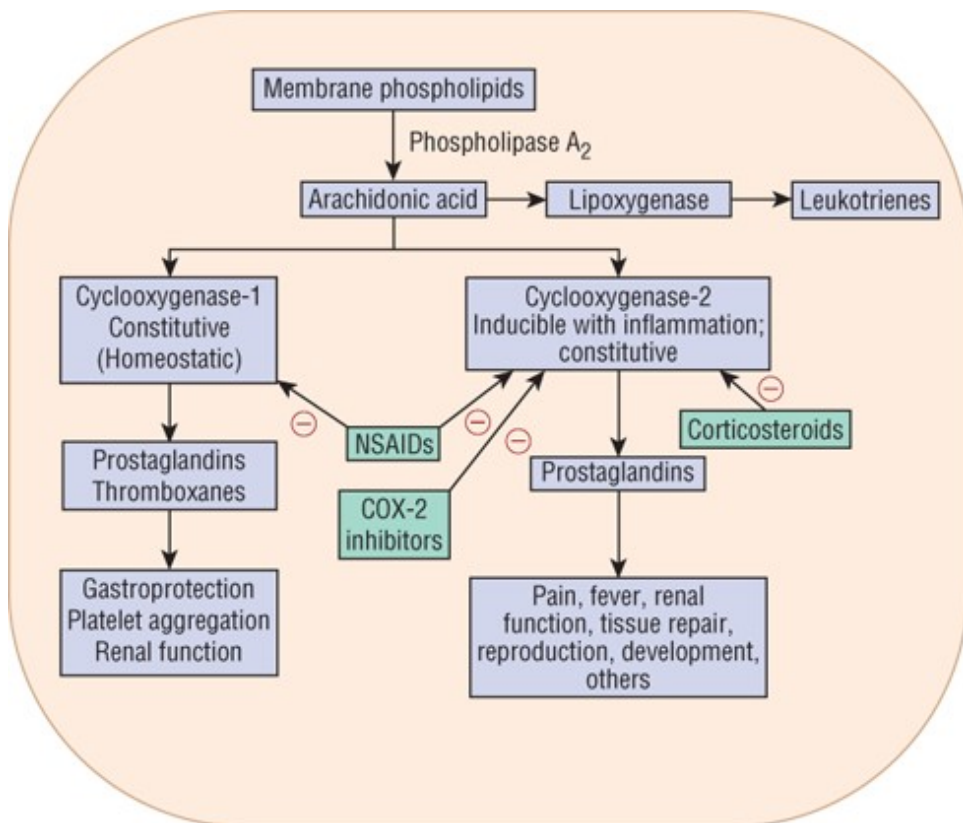 Membrane phospholipids
Phospholipase A₂
Arachidonic acid
Lipoxygenase
Leukotrienes
Cyclooxygenase-1
Constitutive
(Homeostatic)
Cyclooxygenase-2
Inducible with inflammation;
constitutive
NSAIDs
Corticosteroids
COX-2
inhibitors
Prostaglandins
Thromboxanes
Prostaglandins
Gastroprotection
Platelet aggregation
Renal function
Pain, fever, renal
function, tissue repair,
reproduction, development,
others